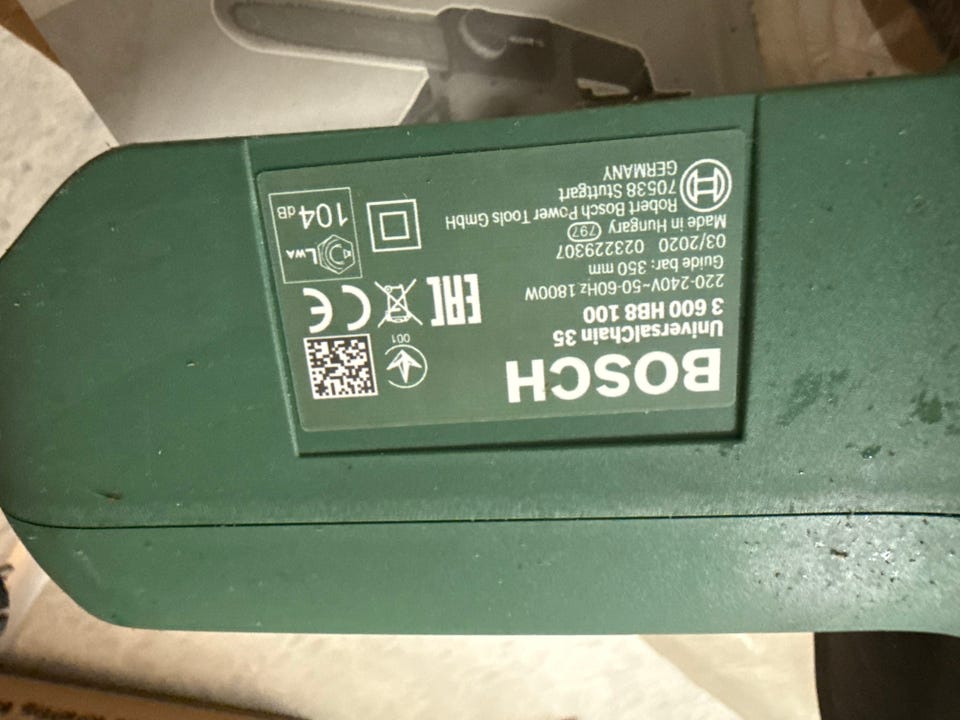 BOSCH
UniversalChain 35
3 600 HB8 100
220-240V~50-60Hz 1800W
Guide bar: 350 mm
03/2020 023229307
Made in Hungary 797
Robert Bosch Power Tools GmbH
70538 Stuttgart
GERMANY
001
EAC
CE
LWA
104 dB